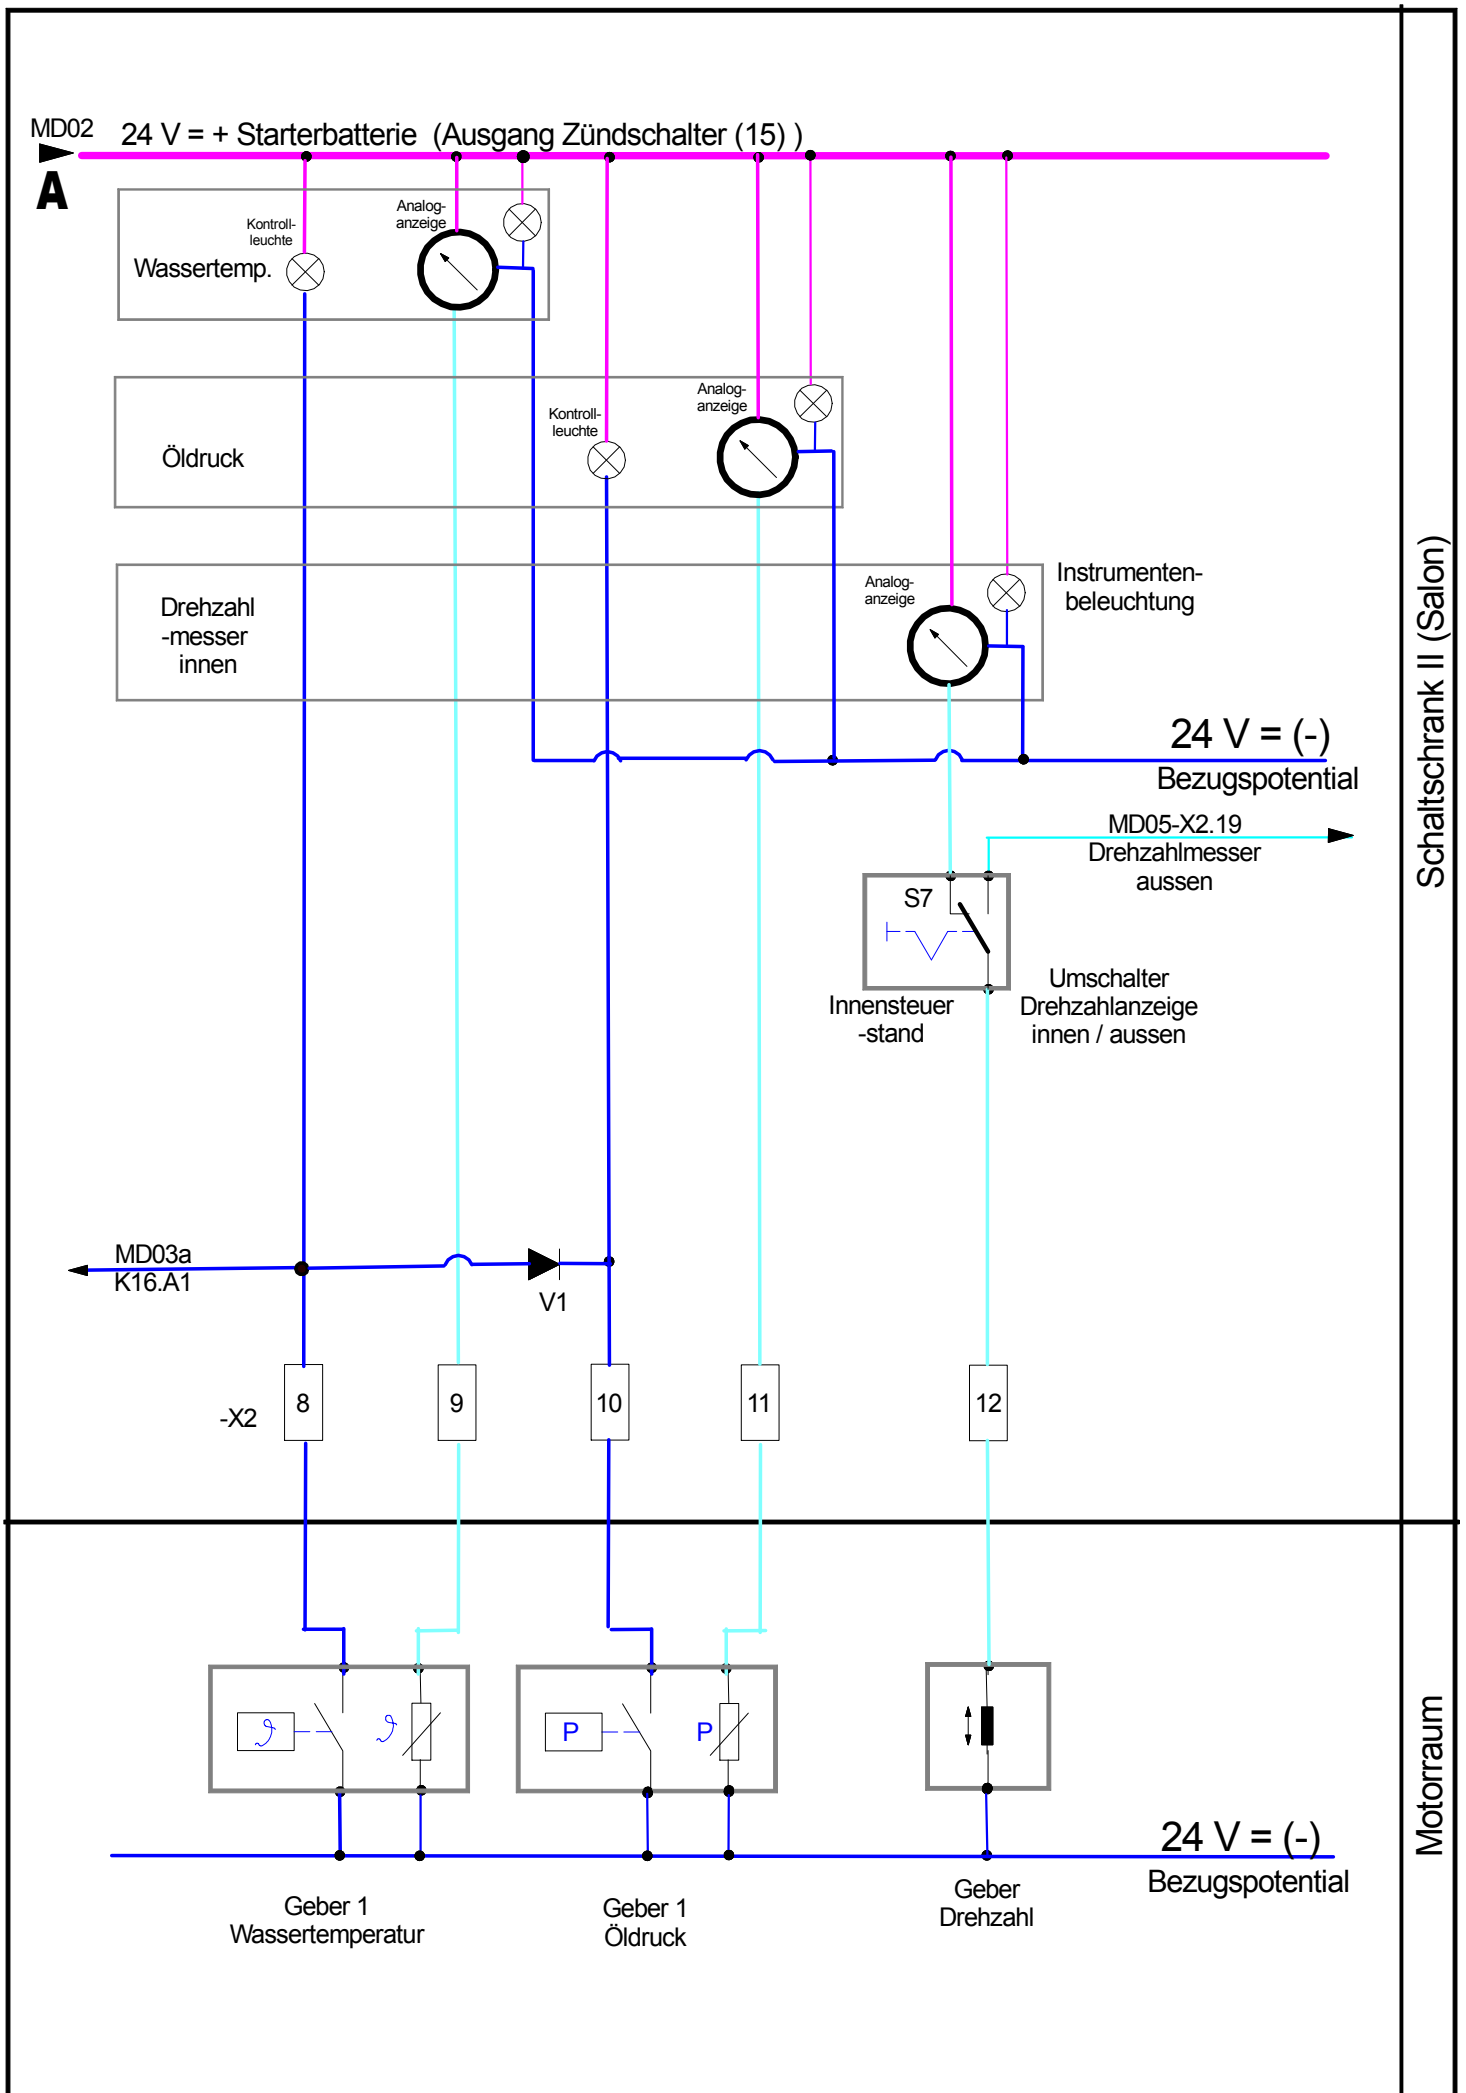 MD02
24 V = + Starterbatterie (Ausgang Zündschalter (15) )
A
Kontroll-
leuchte
Analog-
anzeige
Wassertemp.
Kontroll-
leuchte
Analog-
anzeige
Öldruck
Analog-
anzeige
Instrumenten-
beleuchtung
Drehzahl
-messer
innen
24 V = (-)
Bezugspotential
MD05-X2.19
Drehzahlmesser
aussen
S7
Innensteuer
-stand
Umschalter
Drehzahlanzeige
innen / aussen
MD03a
K16.A1
V1
-X2
8
9
10
11
12
ϑ
ϑ
P
P
24 V = (-)
Bezugspotential
Geber 1
Wassertemperatur
Geber 1
Öldruck
Geber
Drehzahl
Schaltschrank II (Salon)
Motorraum